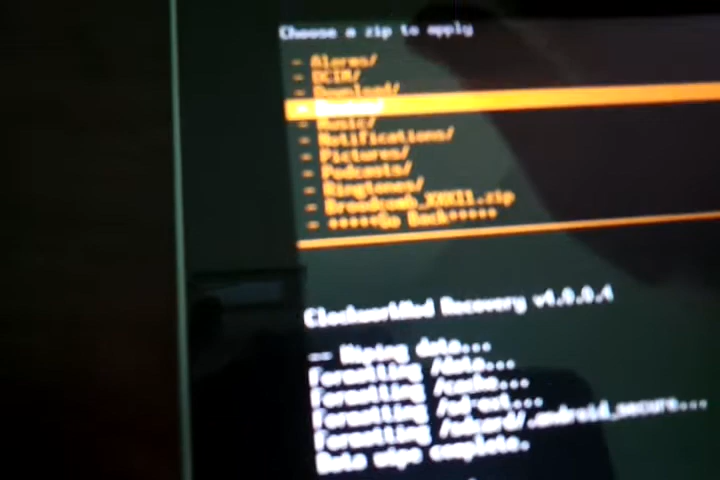 Choose a zip to apply
- Alarms/
- DCIM/
- Download/
- Music/
- Notifications/
- Pictures/
- Podcasts/
- Ringtones/
- *****Go Back*****
ClockworkMod Recovery v4.0.0.4
-- Wiping data...
Formatting /data...
Formatting /cache...
Formatting /sd-ext...
Formatting /sdcard/.android_secure...
Data wipe complete.